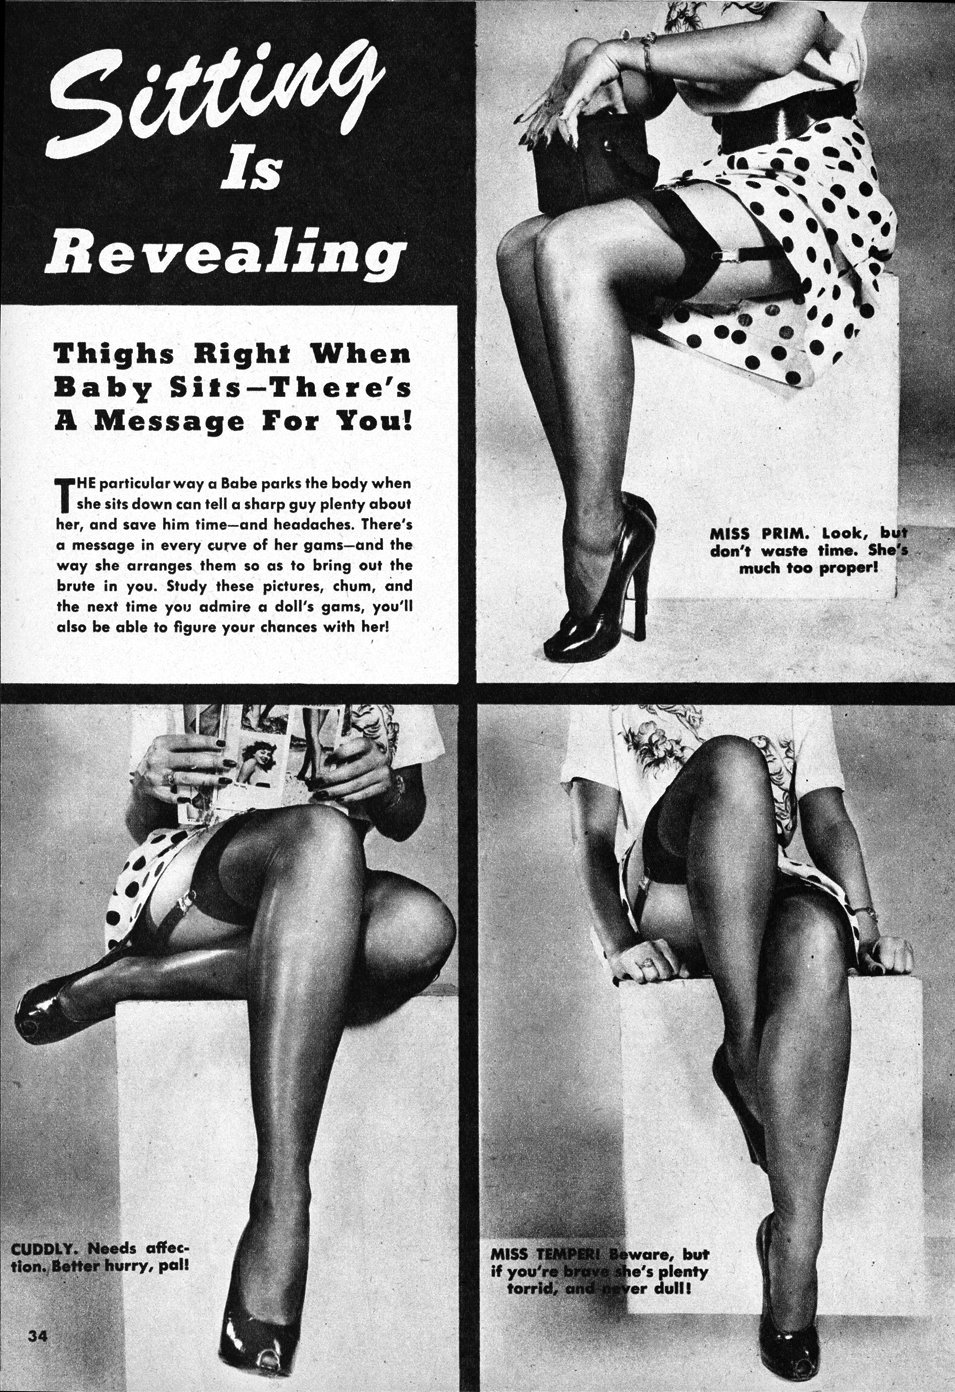 Sitting
Is
Revealing
Thighs Right When
Baby Sits—There's
A Message For You!
THE particular way a Babe parks the body when
she sits down can tell a sharp guy plenty about
her, and save him time—and headaches. There's
a message in every curve of her gams—and the
way she arranges them so as to bring out the
brute in you. Study these pictures, chum, and
the next time you admire a doll's gams, you'll
also be able to figure your chances with her!
MISS PRIM. Look, but
don't waste time. She's
much too proper!
CUDDLY. Needs affec-
tion. Better hurry, pal!
MISS TEMPER! Beware, but
if you're brave she's plenty
torrid, and never dull!
34